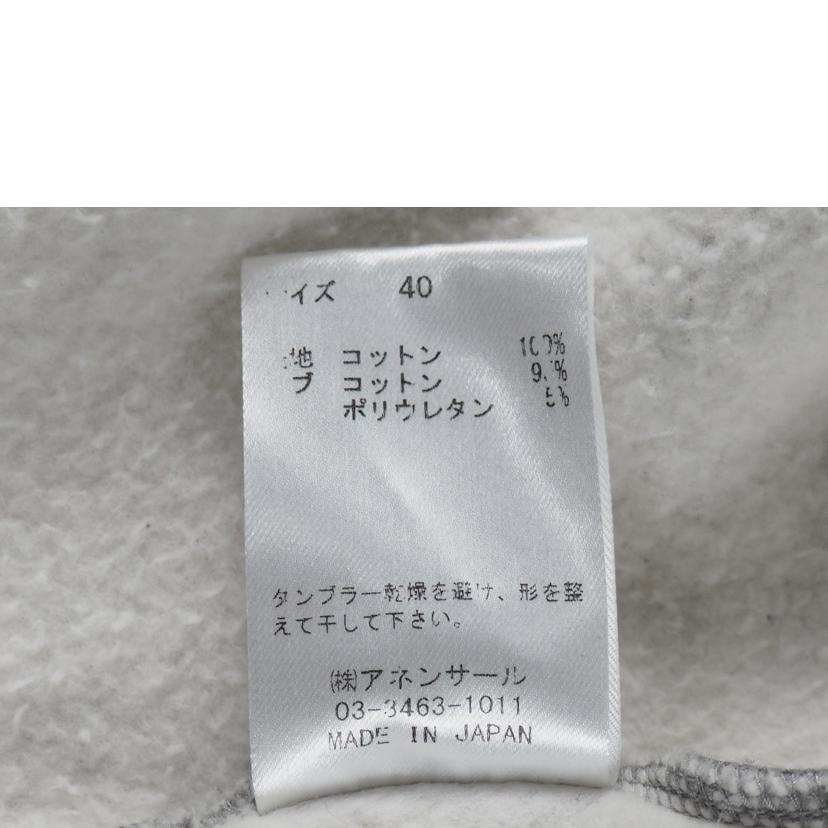 イズ 40
地 コットン 100%
ブ コットン 9 %
ポリウレタン 5%
タンブラー乾燥を避け、形を整
えて干して下さい。
㈱アネンサール
03-3463-1011
MADE IN JAPAN